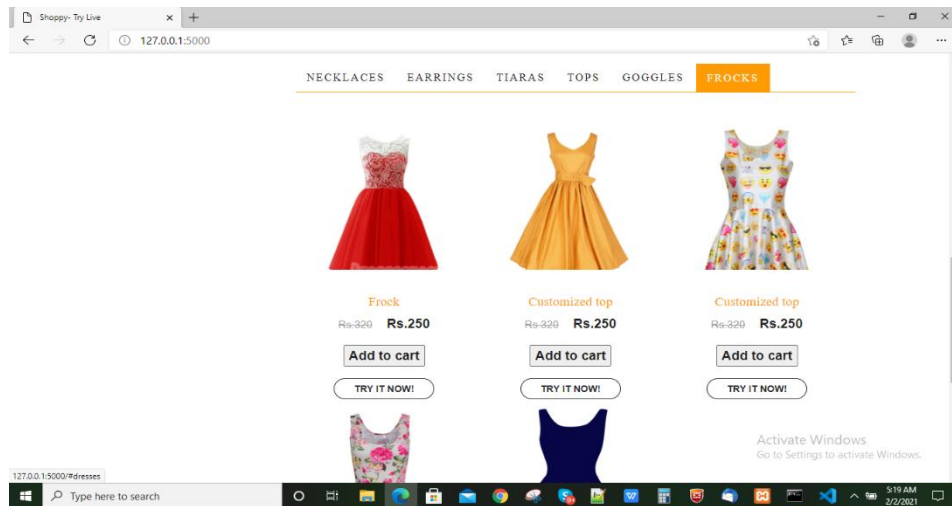 Shoppy- Try Live
127.0.0.1:5000
NECKLACES EARRINGS TIARAS TOPS GOGGLES FROCKS
Frock Customized top Customized top
Rs.320 Rs.250 Rs.320 Rs.250 Rs.320 Rs.250
Add to cart Add to cart Add to cart
TRY IT NOW! TRY IT NOW! TRY IT NOW!
Activate Windows
Go to Settings to activate Windows.
127.0.0.1:5000/#dresses
Type here to search
5:19 AM
2/2/2021